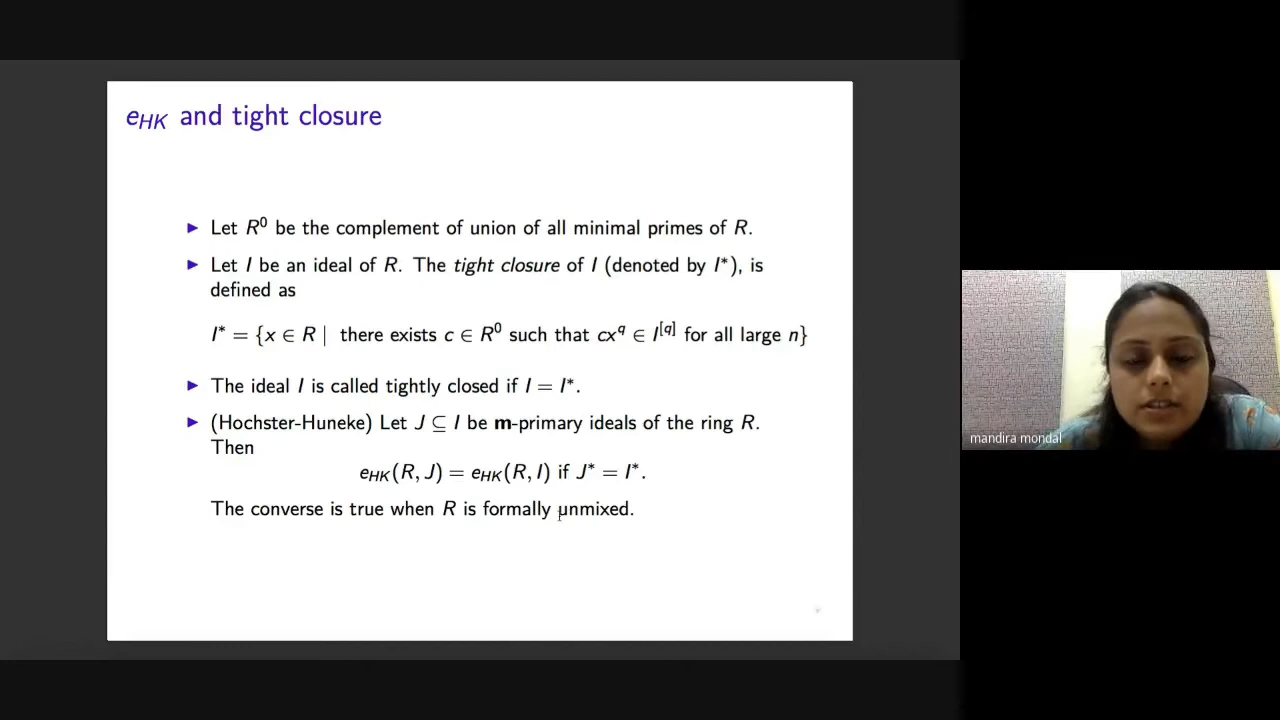 e_HK and tight closure
▶ Let R⁰ be the complement of union of all minimal primes of R.
▶ Let I be an ideal of R. The tight closure of I (denoted by I*), is
defined as
I* = {x ∈ R | there exists c ∈ R⁰ such that cx^q ∈ I^[q] for all large n}
▶ The ideal I is called tightly closed if I = I*.
▶ (Hochster-Huneke) Let J ⊆ I be m-primary ideals of the ring R.
Then
e_HK(R, J) = e_HK(R, I) if J* = I*.
The converse is true when R is formally unmixed.
mandira mondal